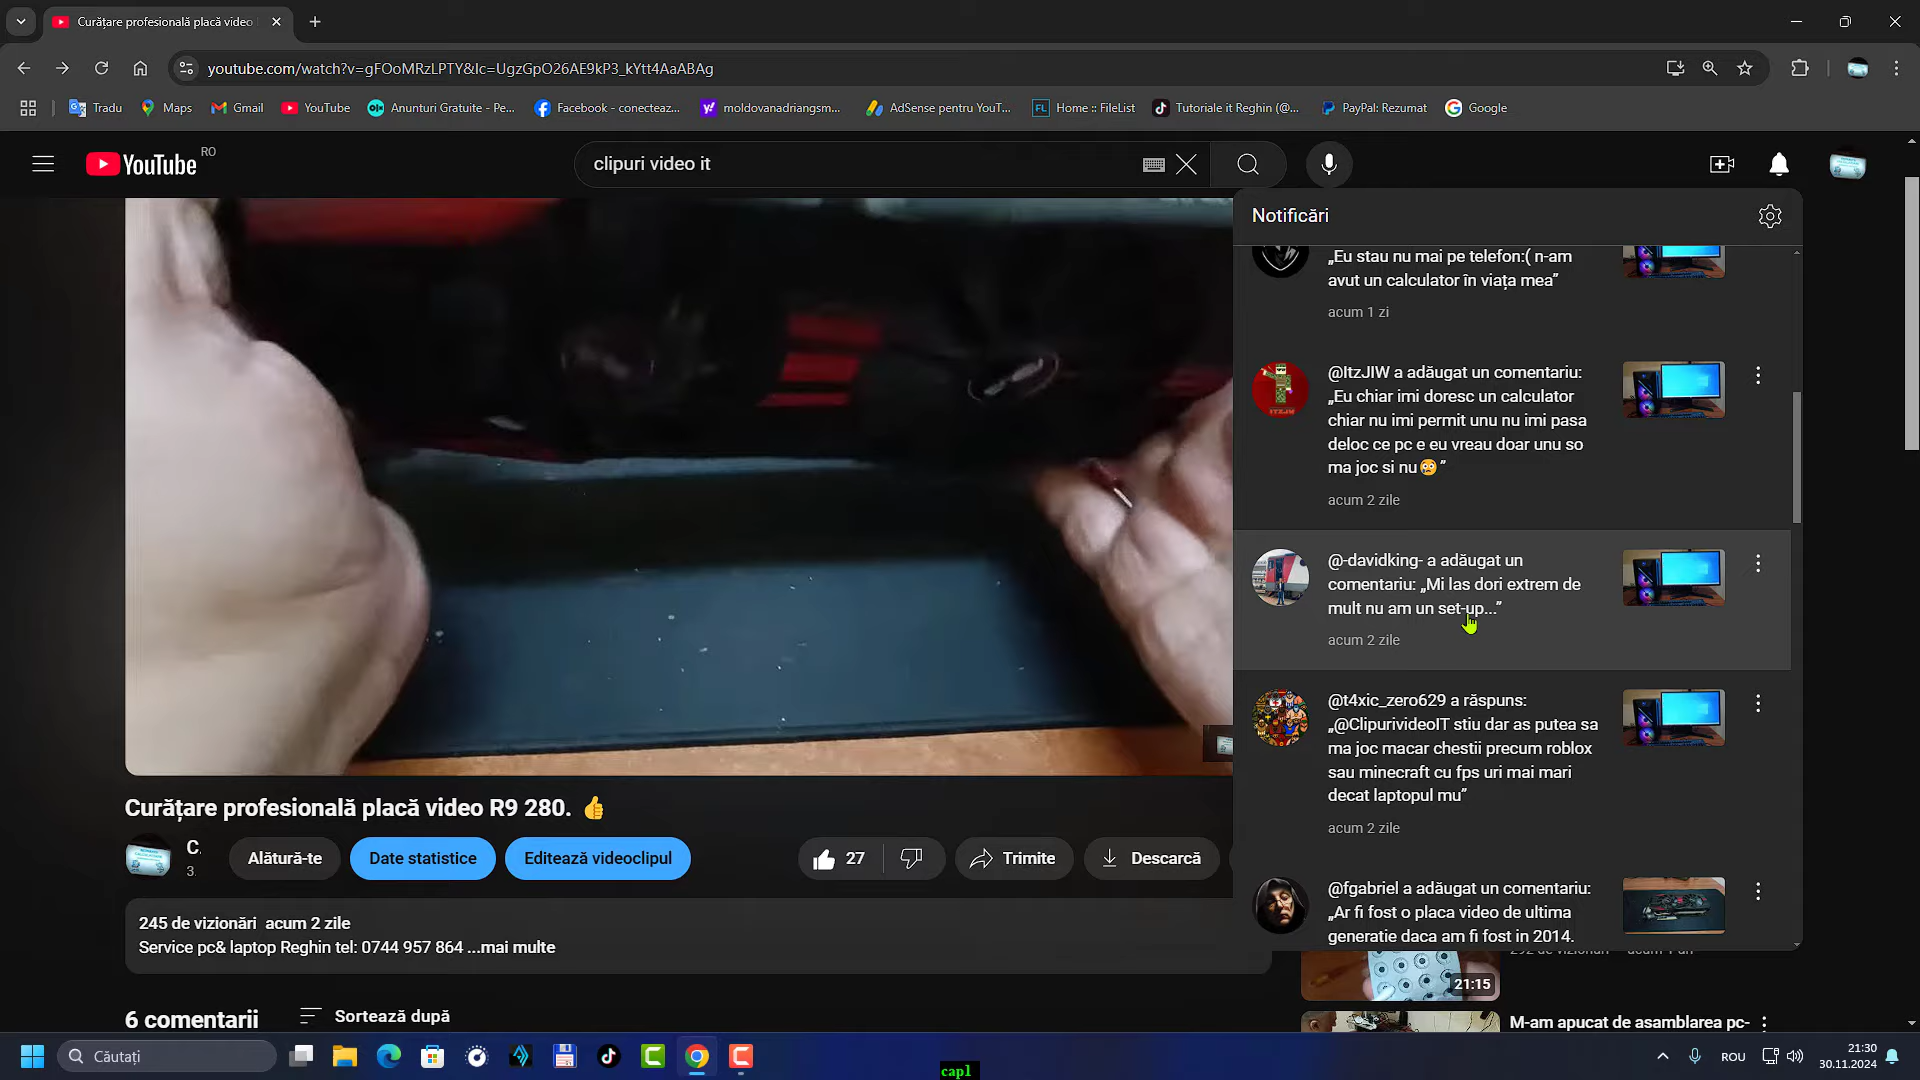 Curățare profesională placă video
youtube.com/watch?v=gFOoMRzLPTY&lc=UgzGpO26AE9kP3_kYtt4AaABAg
Tradu
Maps
Gmail
YouTube
Anunturi Gratuite - Pe...
Facebook - conecteaz...
moldovanadriangsm...
AdSense pentru YouT...
Home :: FileList
Tutoriale it Reghin (@...
PayPal: Rezumat
Google
YouTube RO
clipuri video it
Notificări
„Eu stau nu mai pe telefon:( n-am
avut un calculator în viața mea”
acum 1 zi
@ItzJIW a adăugat un comentariu:
„Eu chiar imi doresc un calculator
chiar nu imi permit unu nu imi pasa
deloc ce pc e eu vreau doar unu so
ma joc si nu😢”
acum 2 zile
@-davidking- a adăugat un
comentariu: „Mi las dori extrem de
mult nu am un set-up...”
acum 2 zile
@t4xic_zero629 a răspuns:
„@ClipurivideoIT stiu dar as putea sa
ma joc macar chestii precum roblox
sau minecraft cu fps uri mai mari
decat laptopul mu”
acum 2 zile
@fgabriel a adăugat un comentariu:
„Ar fi fost o placa video de ultima
generatie daca am fi fost in 2014.
Curățare profesională placă video R9 280. 👍
C.
3.
Alătură-te
Date statistice
Editează videoclipul
27
Trimite
Descarcă
245 de vizionări acum 2 zile
Service pc& laptop Reghin tel: 0744 957 864 ...mai multe
6 comentarii
Sortează după
21:15
M-am apucat de asamblarea pc-
Căutați
capl
ROU
21:30
30.11.2024